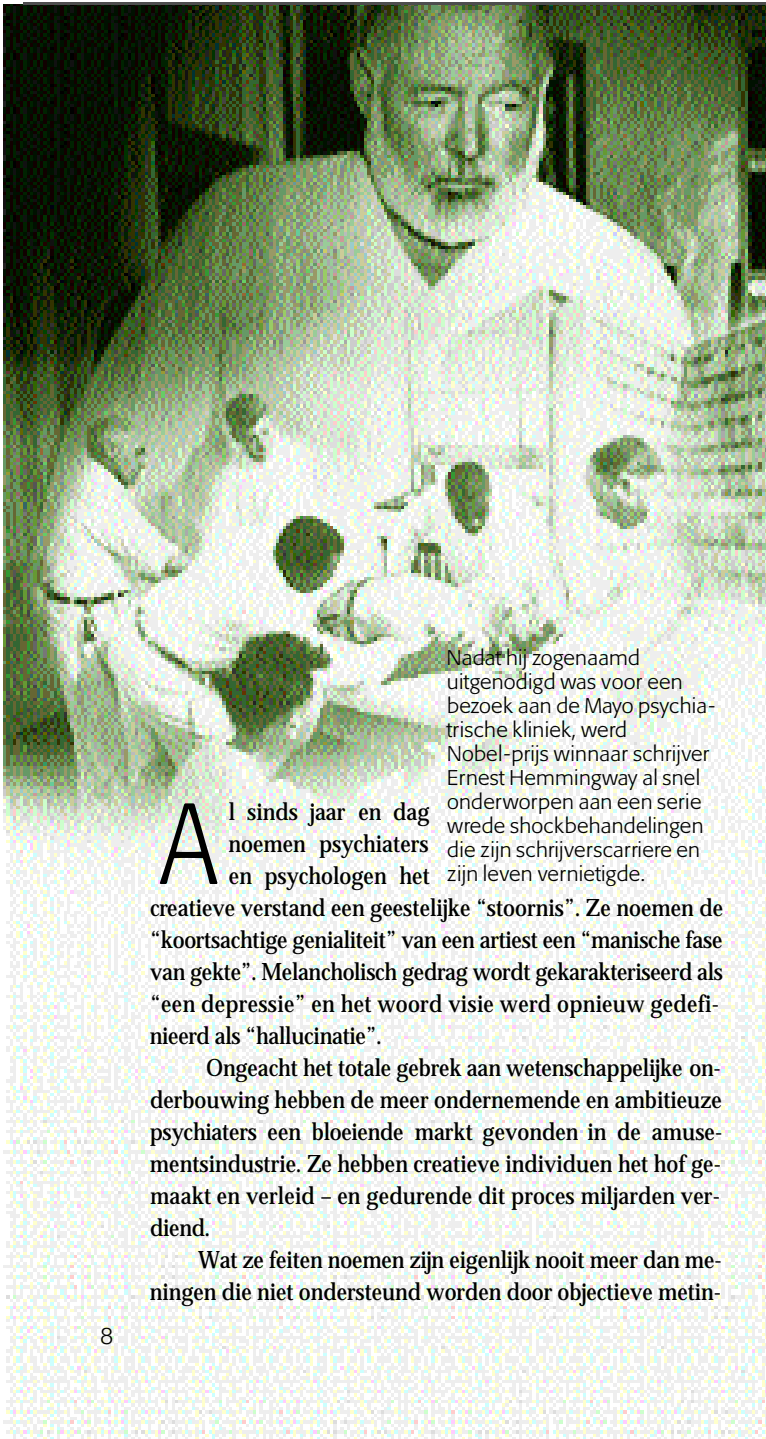 Nadat hij zogenaamd
uitgenodigd was voor een
bezoek aan de Mayo psychia-
trische kliniek, werd
Nobel-prijs winnaar schrijver
Ernest Hemmingway al snel
onderworpen aan een serie
wrede shockbehandelingen
die zijn schrijverscarriere en
zijn leven vernietigde.
Al sinds jaar en dag
noemen psychiaters
en psychologen het
creatieve verstand een geestelijke “stoornis”. Ze noemen de
“koortsachtige genialiteit” van een artiest een “manische fase
van gekte”. Melancholisch gedrag wordt gekarakteriseerd als
“een depressie” en het woord visie werd opnieuw gedefi-
nieerd als “hallucinatie”.
Ongeacht het totale gebrek aan wetenschappelijke on-
derbouwing hebben de meer ondernemende en ambitieuze
psychiaters een bloeiende markt gevonden in de amuse-
mentsindustrie. Ze hebben creatieve individuen het hof ge-
maakt en verleid – en gedurende dit proces miljarden ver-
diend.
Wat ze feiten noemen zijn eigenlijk nooit meer dan me-
ningen die niet ondersteund worden door objectieve metin-
8